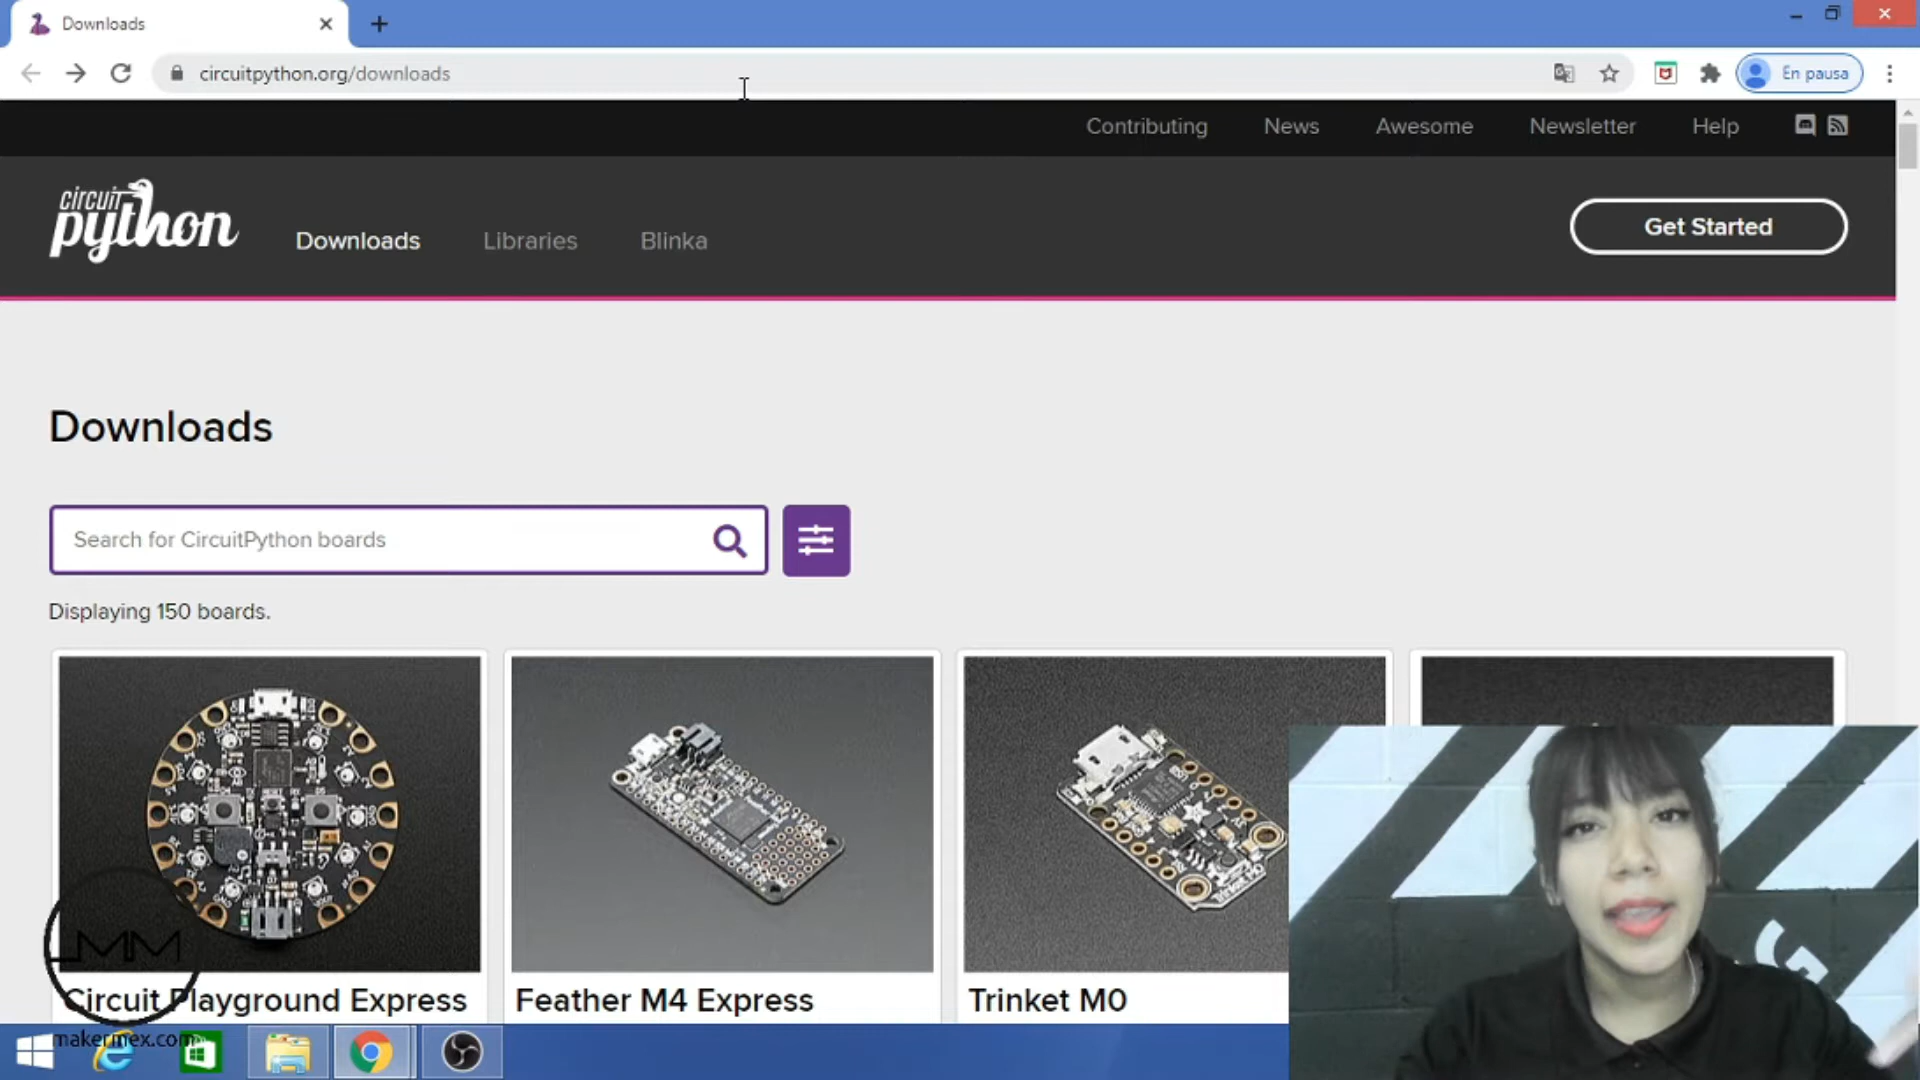 Downloads
circuitpython.org/downloads
En pausa
Contributing News Awesome Newsletter Help
circuit
python
Downloads Libraries Blinka
Get Started
Downloads
Search for CircuitPython boards
Displaying 150 boards.
Circuit Playground Express
Feather M4 Express
Trinket M0
MM
makermex.com
G